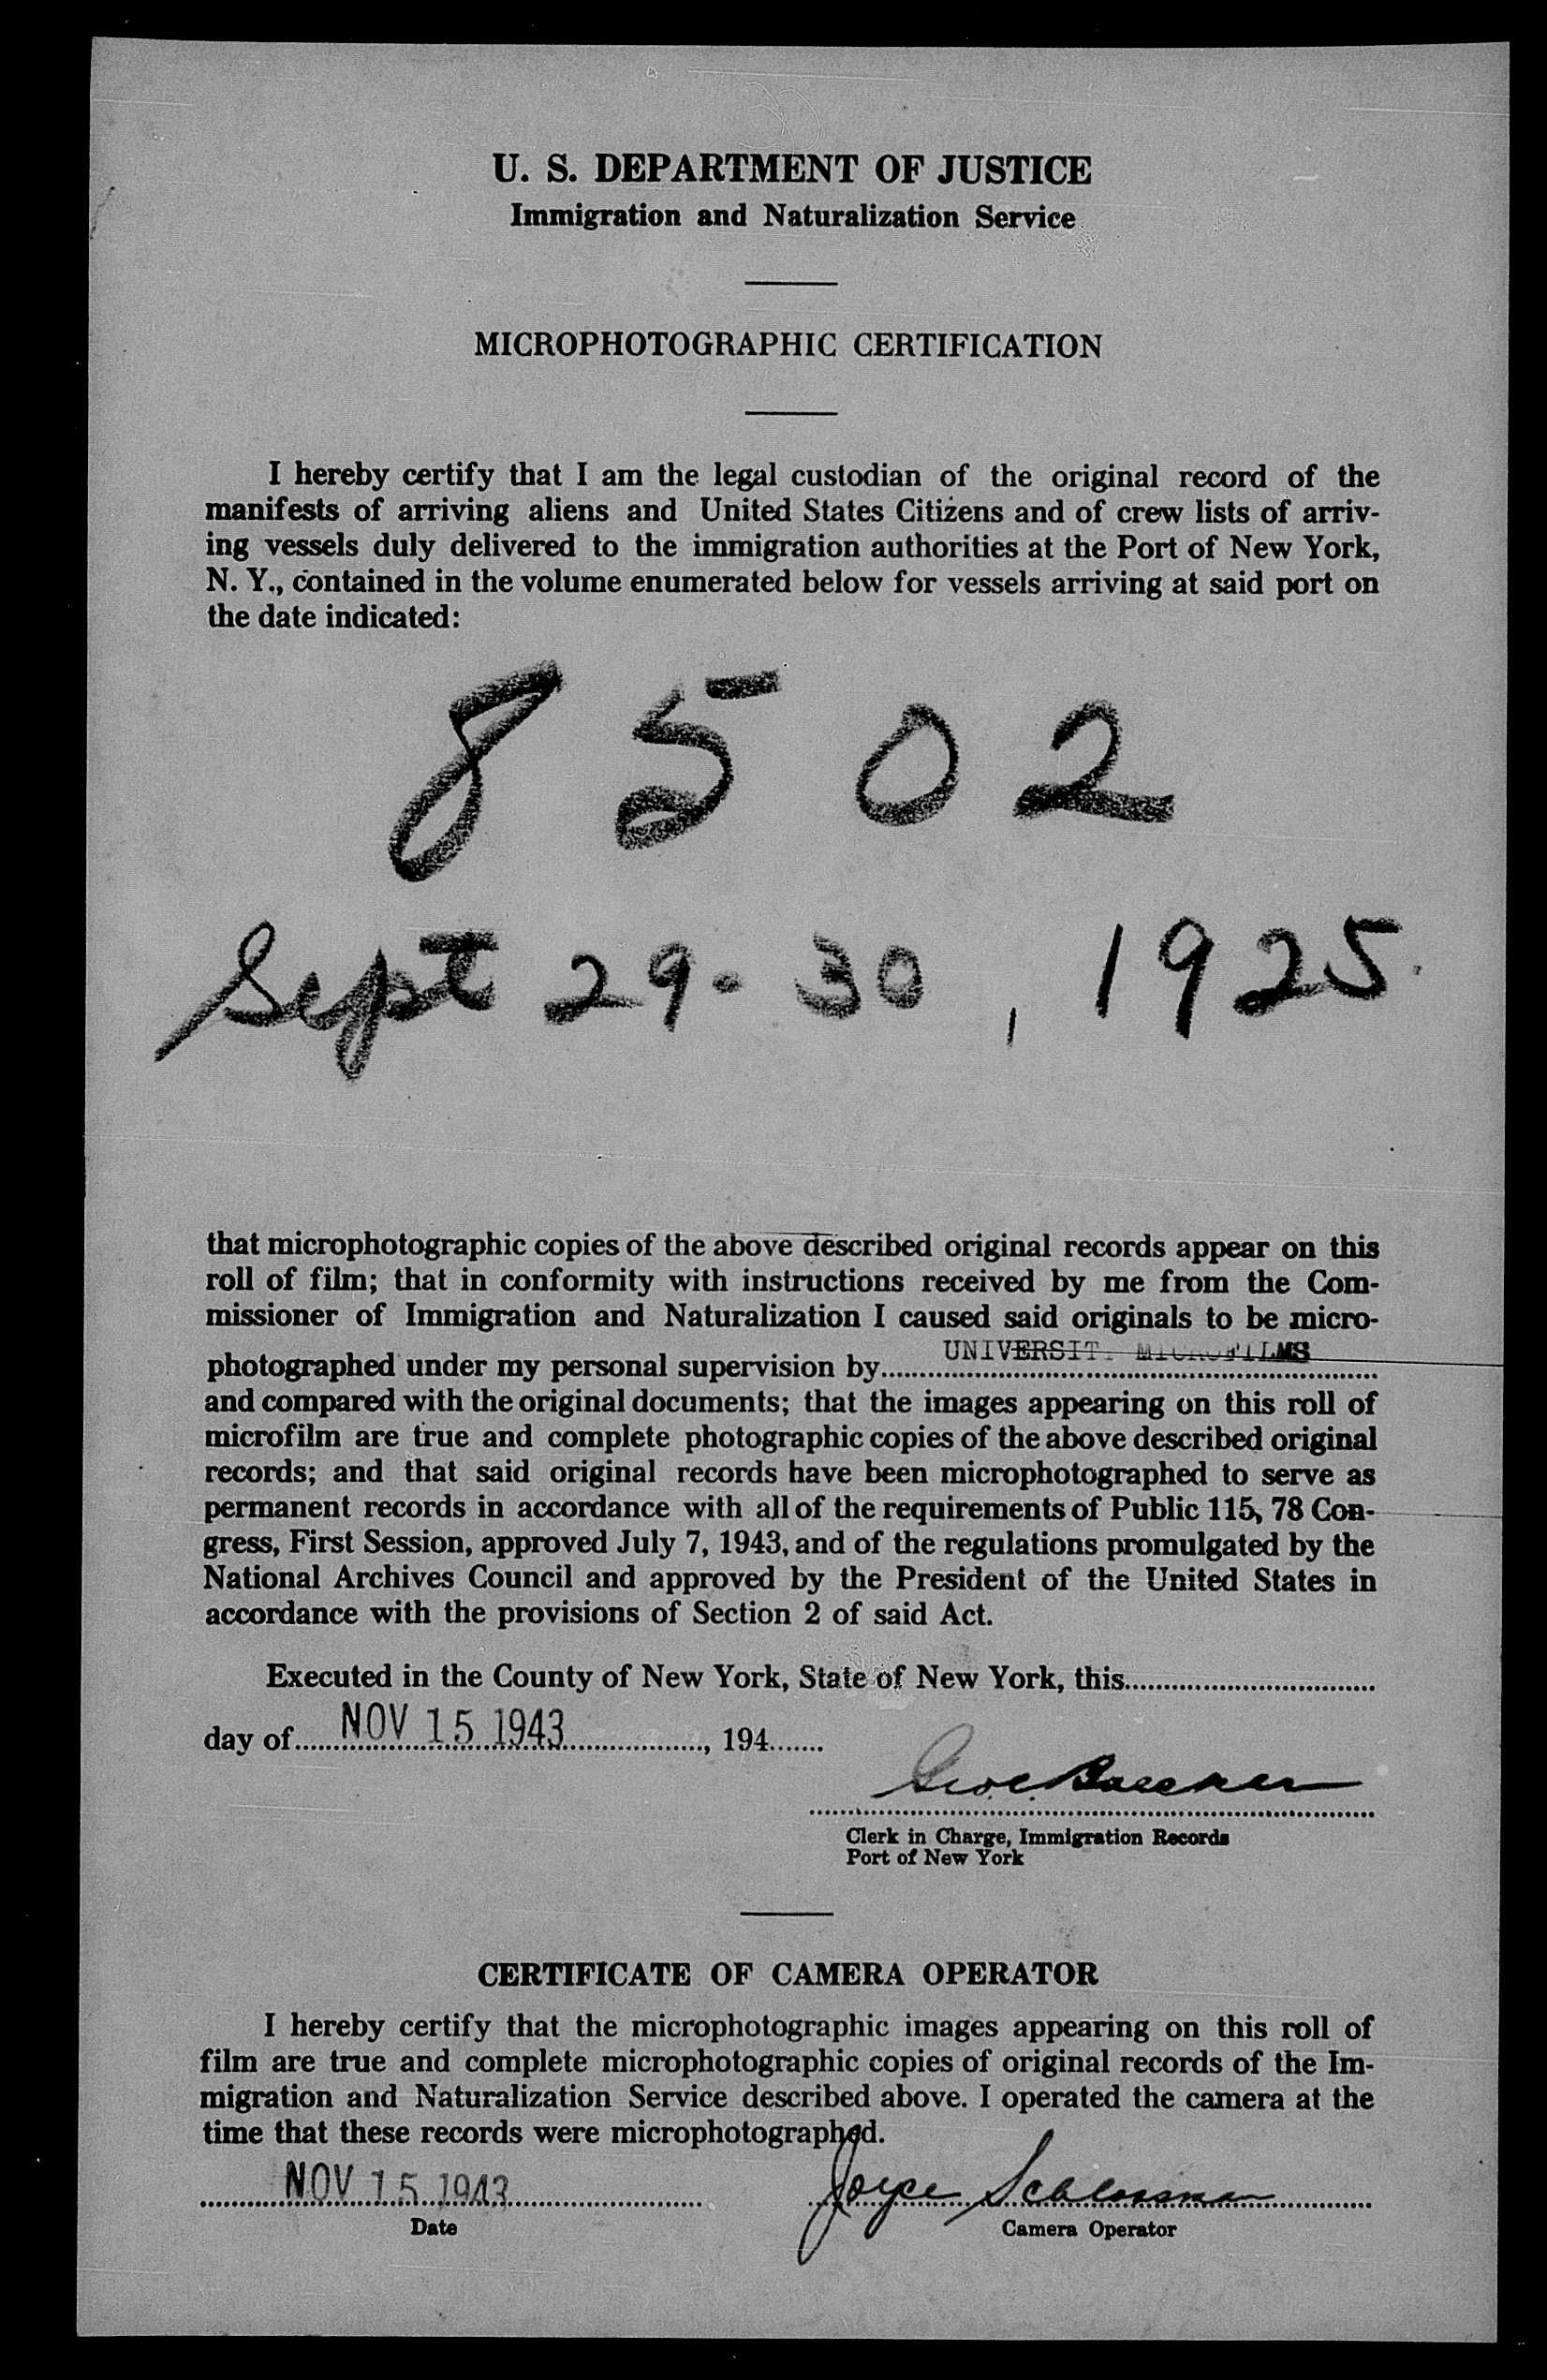 U. S. DEPARTMENT OF JUSTICE
Immigration and Naturalization Service
MICROPHOTOGRAPHIC CERTIFICATION
I hereby certify that I am the legal custodian of the original record of the
manifests of arriving aliens and United States Citizens and of crew lists of arriv-
ing vessels duly delivered to the immigration authorities at the Port of New York,
N. Y., contained in the volume enumerated below for vessels arriving at said port on
the date indicated:
8502
Sept 29-30, 1925
that microphotographic copies of the above described original records appear on this
roll of film; that in conformity with instructions received by me from the Com-
missioner of Immigration and Naturalization I caused said originals to be micro-
photographed under my personal supervision by UNIVERSITY MICROFILMS
and compared with the original documents; that the images appearing on this roll of
microfilm are true and complete photographic copies of the above described original
records; and that said original records have been microphotographed to serve as
permanent records in accordance with all of the requirements of Public 115, 78 Con-
gress, First Session, approved July 7, 1943, and of the regulations promulgated by the
National Archives Council and approved by the President of the United States in
accordance with the provisions of Section 2 of said Act.
Executed in the County of New York, State of New York, this
day of NOV 15 1943, 194
Clerk in Charge, Immigration Records
Port of New York
CERTIFICATE OF CAMERA OPERATOR
I hereby certify that the microphotographic images appearing on this roll of
film are true and complete microphotographic copies of original records of the Im-
migration and Naturalization Service described above. I operated the camera at the
time that these records were microphotographed.
NOV 15 1943 Joyce
Date Camera Operator